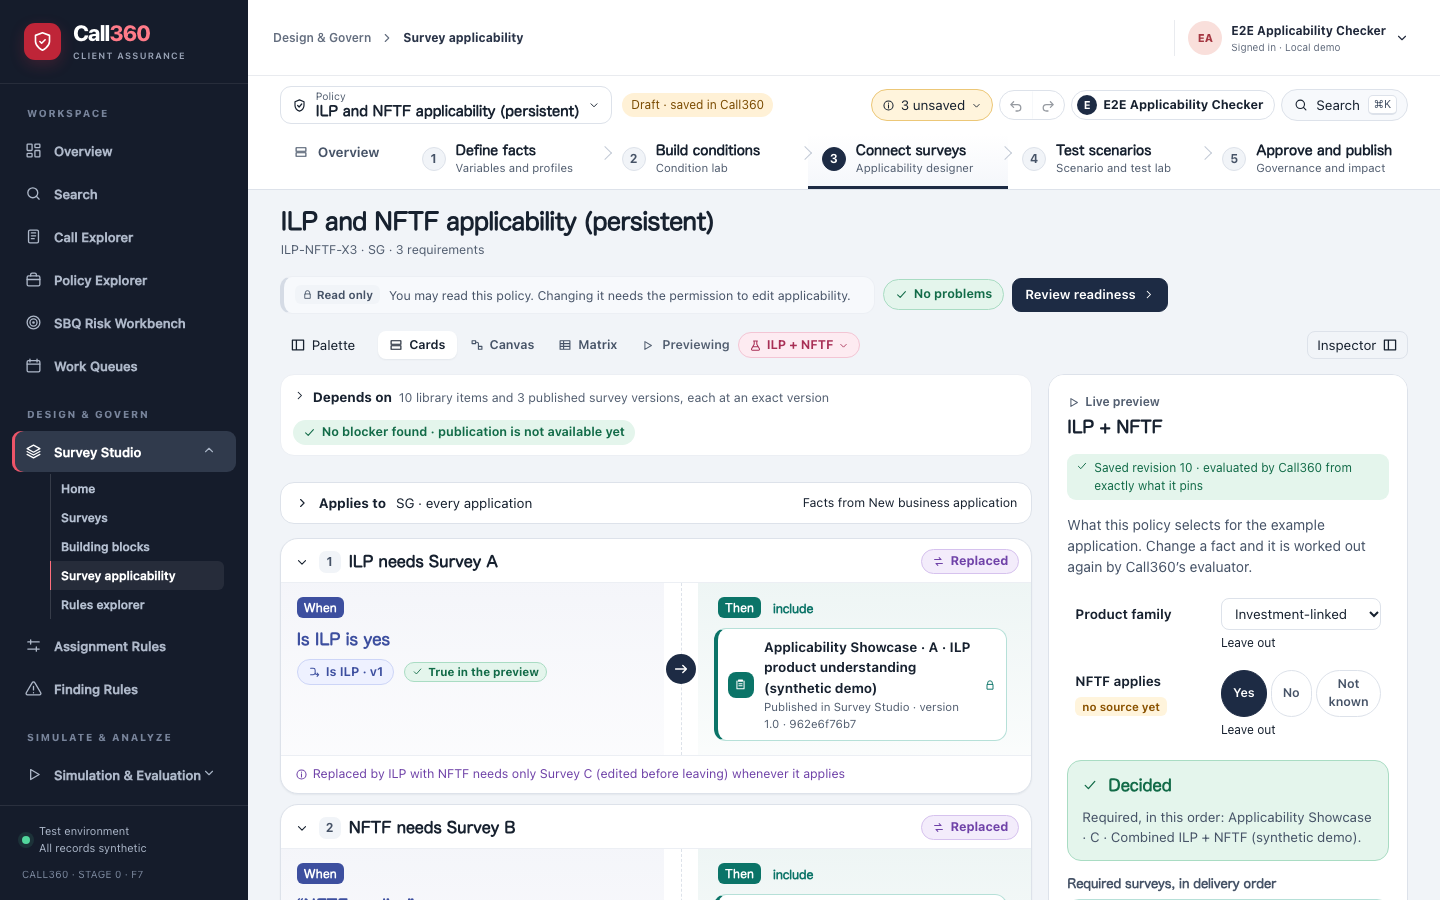 Call360
CLIENT ASSURANCE
WORKSPACE
Overview
Search
Call Explorer
Policy Explorer
SBQ Risk Workbench
Work Queues
DESIGN & GOVERN
Survey Studio
Home
Surveys
Building blocks
Survey applicability
Rules explorer
Assignment Rules
Finding Rules
SIMULATE & ANALYZE
Simulation & Evaluation
Test environment
All records synthetic
CALL360 · STAGE 0 · F7
Design & Govern
Survey applicability
EA
E2E Applicability Checker
Signed in · Local demo
Policy
ILP and NFTF applicability (persistent)
Draft · saved in Call360
3 unsaved
E E2E Applicability Checker
Search ⌘K
Overview
1 Define facts
Variables and profiles
2 Build conditions
Condition lab
3 Connect surveys
Applicability designer
4 Test scenarios
Scenario and test lab
5 Approve and publish
Governance and impact
ILP and NFTF applicability (persistent)
ILP-NFTF-X3 · SG · 3 requirements
Read only You may read this policy. Changing it needs the permission to edit applicability.
No problems
Review readiness
Palette
Cards
Canvas
Matrix
Previewing
ILP + NFTF
Inspector
Depends on 10 library items and 3 published survey versions, each at an exact version
No blocker found · publication is not available yet
Applies to SG · every application
Facts from New business application
1 ILP needs Survey A
Replaced
When
Is ILP is yes
Is ILP · v1
True in the preview
Then include
Applicability Showcase · A · ILP
product understanding
(synthetic demo)
Published in Survey Studio · version
1.0 · 962e6f76b7
Replaced by ILP with NFTF needs only Survey C (edited before leaving) whenever it applies
2 NFTF needs Survey B
Replaced
When
Then include
Live preview
ILP + NFTF
Saved revision 10 · evaluated by Call360 from
exactly what it pins
What this policy selects for the example
application. Change a fact and it is worked out
again by Call360's evaluator.
Product family
Investment-linked
Leave out
NFTF applies
no source yet
Yes
No
Not
known
Leave out
Decided
Required, in this order: Applicability Showcase
· C · Combined ILP + NFTF (synthetic demo).
Required surveys, in delivery order